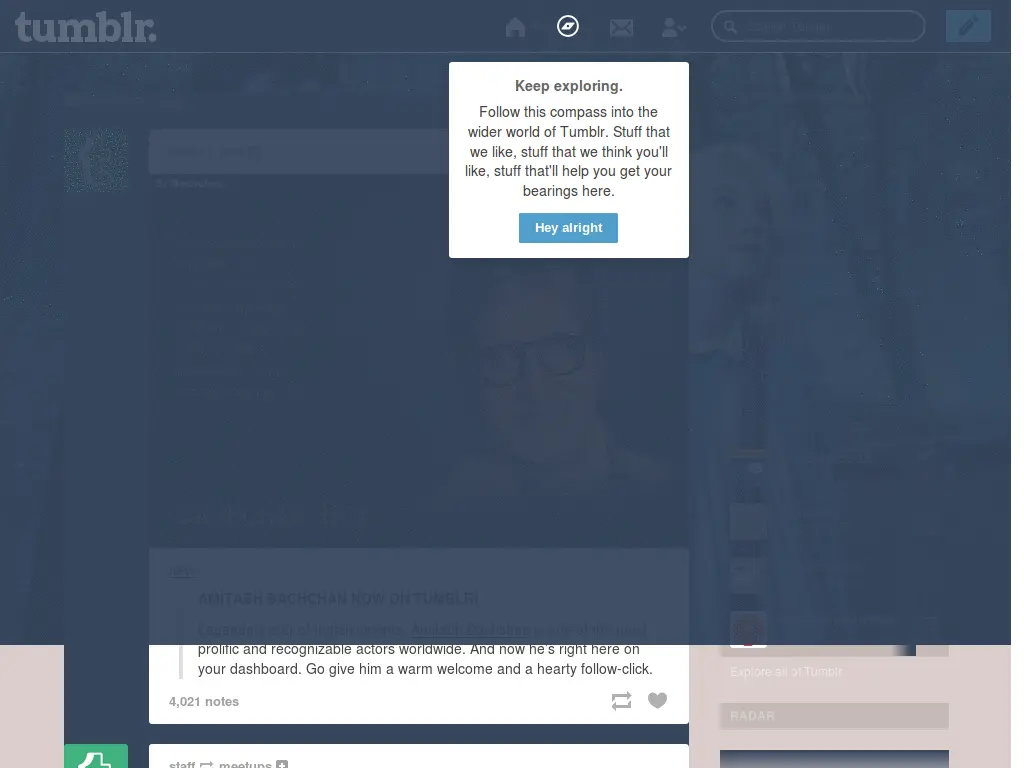 tumblr.
Keep exploring.
Follow this compass into the
wider world of Tumblr. Stuff that
we like, stuff that we think you'll
like, stuff that'll help you get your
bearings here.
Hey alright
AMITABH BACHCHAN NOW ON TUMBLR!
prolific and recognizable actors worldwide. And now he's right here on
your dashboard. Go give him a warm welcome and a hearty follow-click.
4,021 notes
Explore all of Tumblr
RADAR
staff meetups